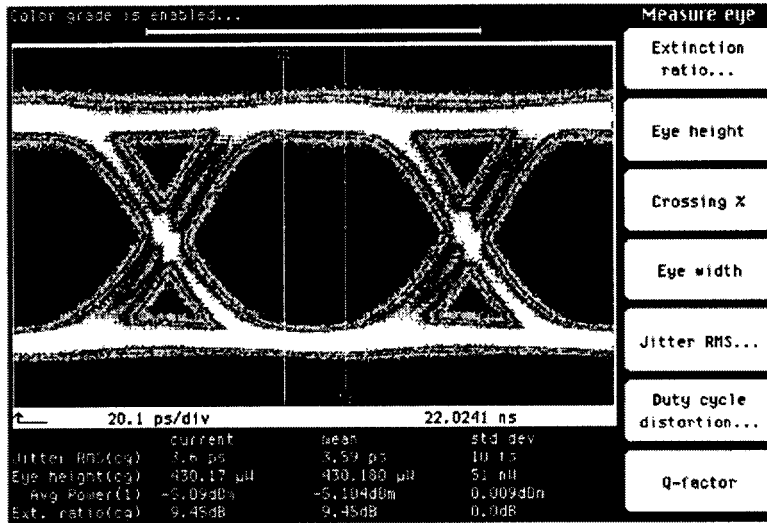 Color grade is enabled...
Measure eye
Extinction
ratio...
Eye height
Crossing %
Eye width
Jitter RMS...
Duty cycle
distortion...
Q-factor
20.1 ps/div 22.0241 ns
current mean std dev
Jitter RMS(cg) 3.6 ps 3.59 ps 10 fs
Eye height(cg) 430.17 µW 430.180 µW 51 nW
Avg Power(1) -5.09dBm -5.104dBm 0.009dBm
Ext. ratio(cg) 9.45dB 9.45dB 0.0dB